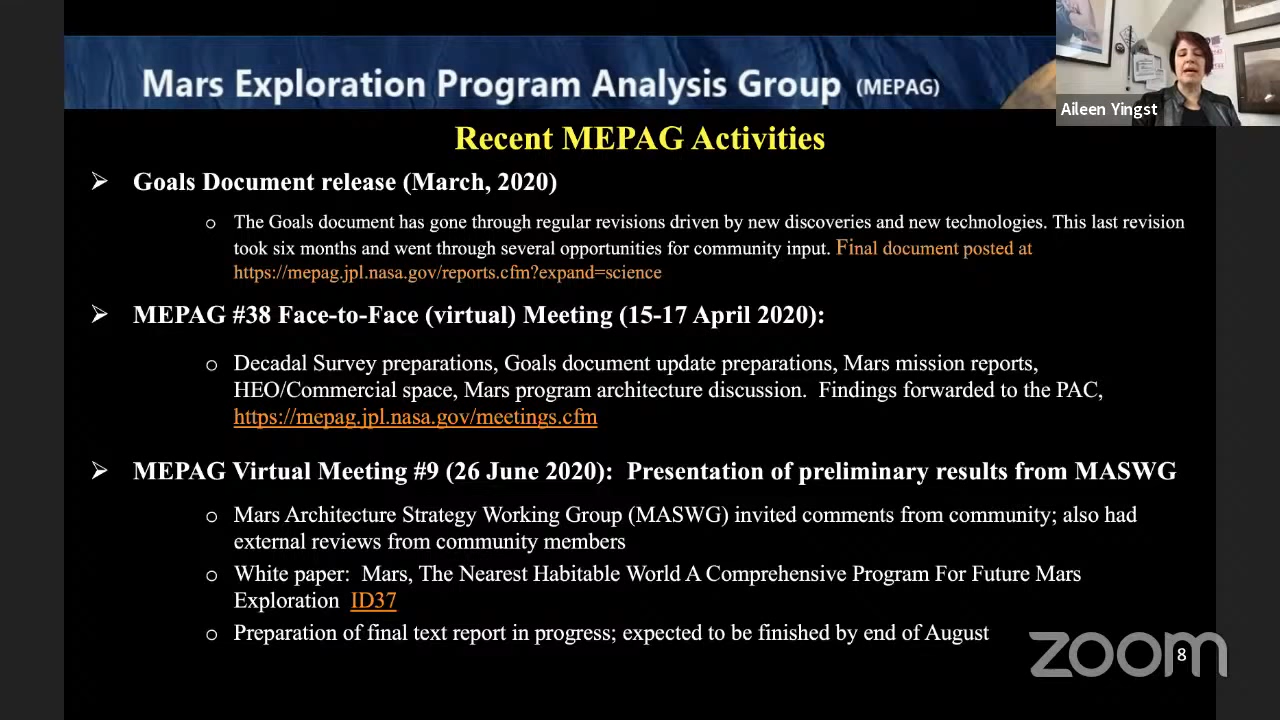 Mars Exploration Program Analysis Group (MEPAG)
Aileen Yingst
Recent MEPAG Activities
➢ Goals Document release (March, 2020)
o The Goals document has gone through regular revisions driven by new discoveries and new technologies. This last revision
took six months and went through several opportunities for community input. Final document posted at
https://mepag.jpl.nasa.gov/reports.cfm?expand=science
➢ MEPAG #38 Face-to-Face (virtual) Meeting (15-17 April 2020):
o Decadal Survey preparations, Goals document update preparations, Mars mission reports,
HEO/Commercial space, Mars program architecture discussion. Findings forwarded to the PAC,
https://mepag.jpl.nasa.gov/meetings.cfm
➢ MEPAG Virtual Meeting #9 (26 June 2020): Presentation of preliminary results from MASWG
o Mars Architecture Strategy Working Group (MASWG) invited comments from community; also had
external reviews from community members
o White paper: Mars, The Nearest Habitable World A Comprehensive Program For Future Mars
Exploration ID37
o Preparation of final text report in progress; expected to be finished by end of August
zoom
8